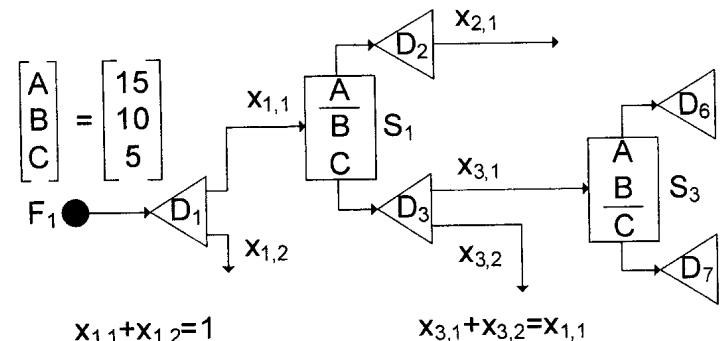 x2,1
D2
A
B
C
=
15
10
5
x1,1
A
B
C
S1
D6
F1
D1
x1,2
D3
x3,1
x3,2
A
B
C
S3
D7
x1,1+x1,2=1
x3,1+x3,2=x1,1